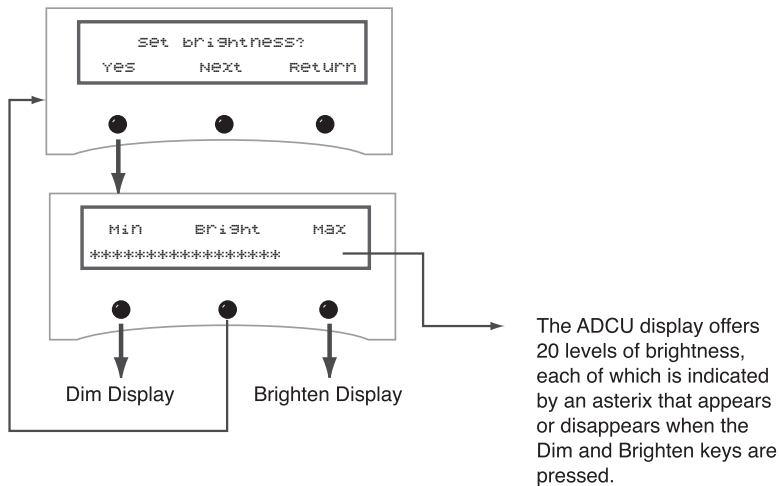 Set brightness?
Yes Next Return
Min Bright Max
*****************
Dim Display Brighten Display
The ADCU display offers
20 levels of brightness,
each of which is indicated
by an asterix that appears
or disappears when the
Dim and Brighten keys are
pressed.